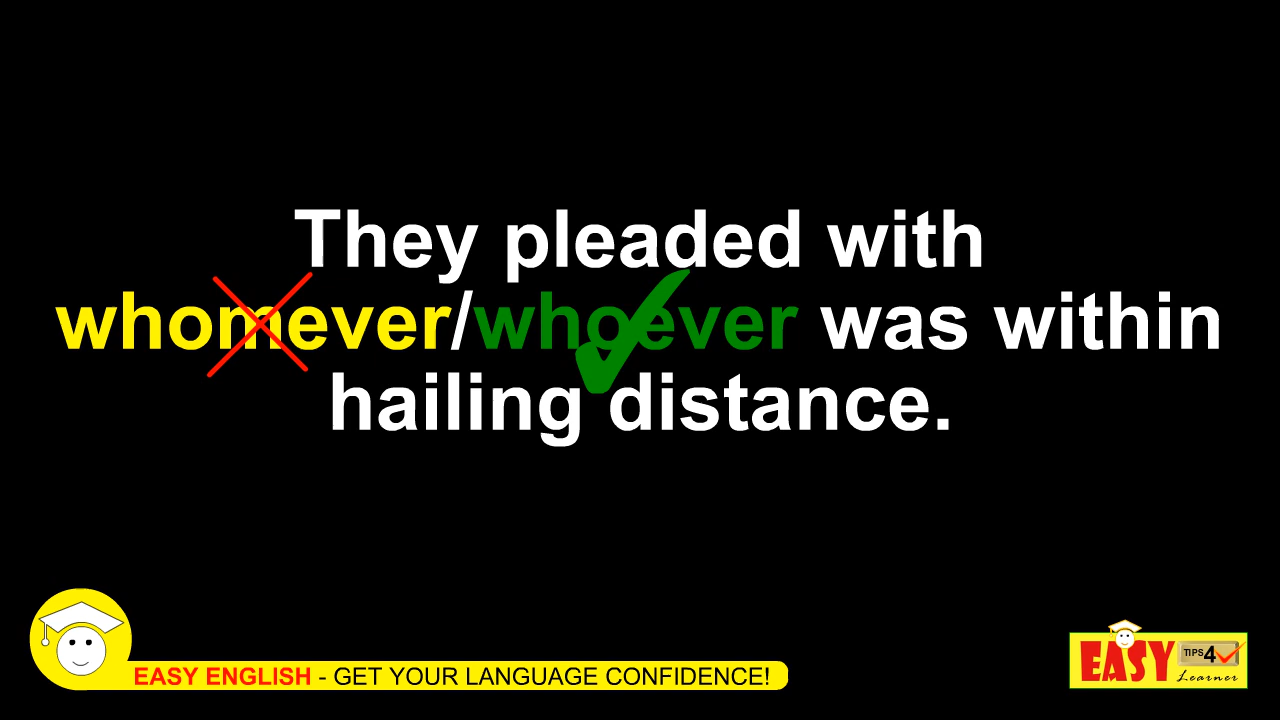 They pleaded with
whomever/whoever was within
hailing distance.
EASY ENGLISH - GET YOUR LANGUAGE CONFIDENCE!
EASY TIPS4
Learner